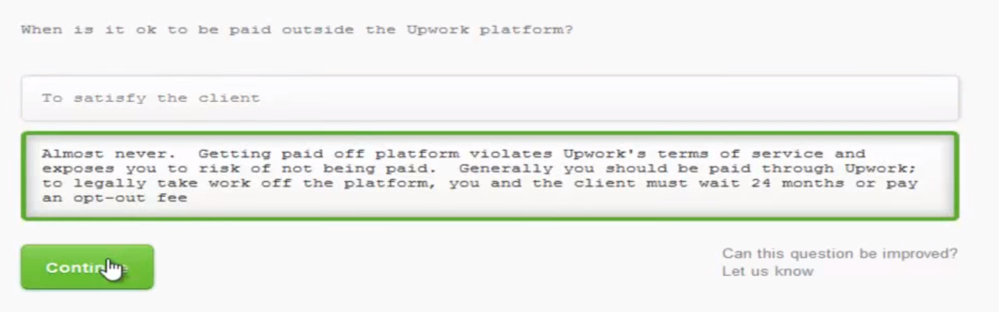 When is it ok to be paid outside the Upwork platform?
To satisfy the client
Almost never.  Getting paid off platform violates Upwork's terms of service and
exposes you to risk of not being paid.  Generally you should be paid through Upwork;
to legally take work off the platform, you and the client must wait 24 months or pay
an opt-out fee
Can this question be improved?
Let us know